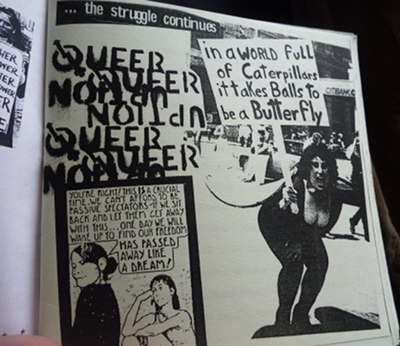 ... the struggle continues
QUEER
QUEER
NATION
NATION
QUEER
QUEER
NATION
in a WORLD FULL
of Caterpillars
it takes Balls to
be a Butterfly
CITIBANK
YOU'RE RIGHT! THIS IS A CRUCIAL
TIME. WE CAN'T AFFORD TO BE
PASSIVE SPECTATORS - IF WE SIT
BACK AND LET THEM GET AWAY
WITH THIS..... ONE DAY WE WILL
WAKE UP TO FIND OUR FREEDOM
HAS PASSED
AWAY LIKE
A DREAM!